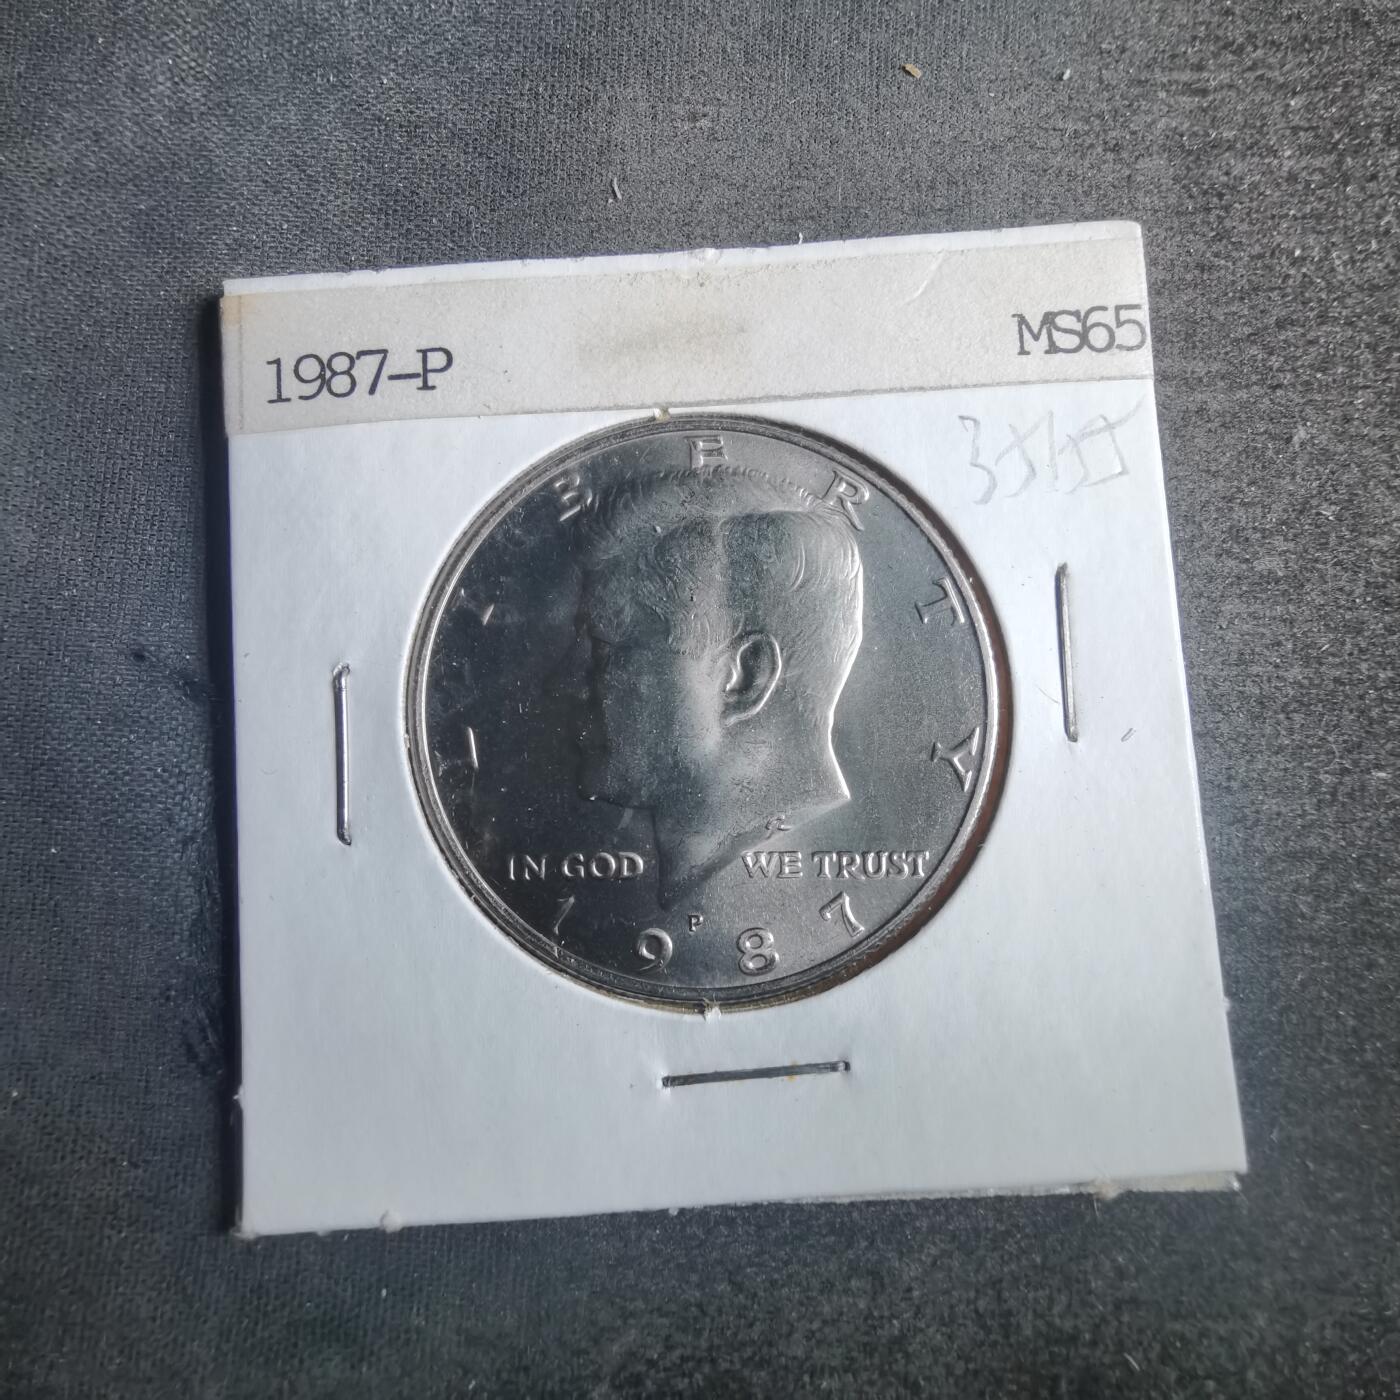 1987-P
MS65
LIBERTY
IN GOD WE TRUST
P
1987